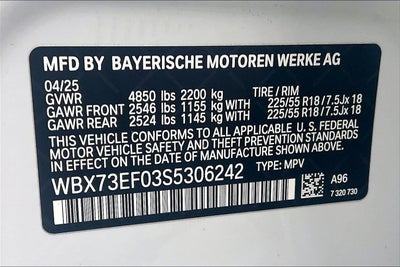 MFD BY BAYERISCHE MOTOREN WERKE AG
04/25
GVWR 4850 lbs 2200 kg TIRE / RIM
GAWR FRONT 2546 lbs 1155 kg WITH 225/55 R18 / 7.5Jx 18
GAWR REAR 2524 lbs 1145 kg WITH 225/55 R18 / 7.5Jx 18
THIS VEHICLE CONFORMS TO ALL APPLICABLE U. S. FEDERAL
MOTOR VEHICLE SAFETY, BUMPER, AND THEFT PREVENTION
STANDARDS IN EFFECT ON THE DATE OF MANUFACTURE SHOWN ABOVE.
WBX73EF03S5306242 TYPE: MPV
A96
7 320 730